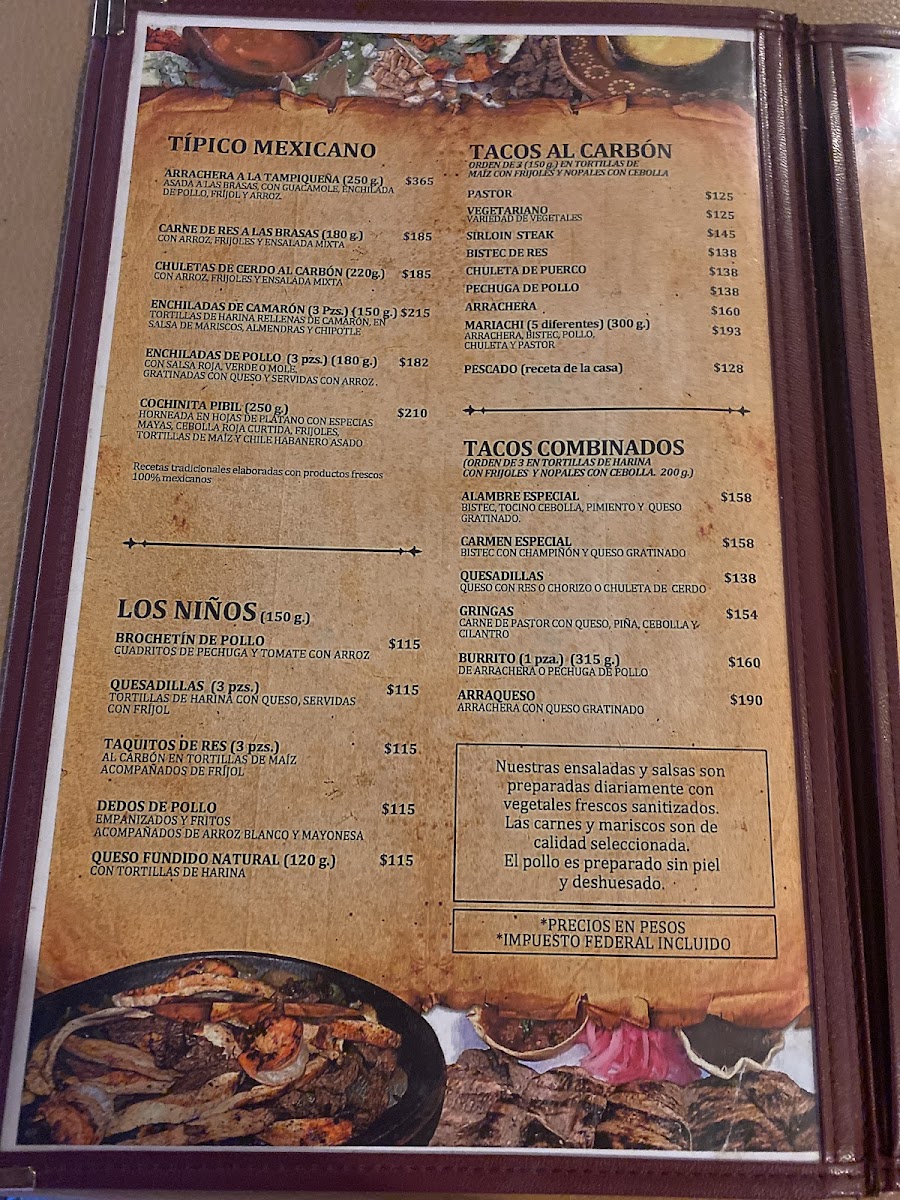 TÍPICO MEXICANO
ARRACHERA A LA TAMPIQUEÑA (250 g.) $365
ASADA A LAS BRASAS, CON GUACAMOLE, ENCHILADA
DE POLLO, FRÍJOL Y ARROZ.
CARNE DE RES A LAS BRASAS (180 g.) $185
CON ARROZ, FRIJOLES Y ENSALADA MIXTA
CHULETAS DE CERDO AL CARBÓN (220g.) $185
CON ARROZ, FRIJOLES Y ENSALADA MIXTA
ENCHILADAS DE CAMARÓN (3 Pzs.) (150 g.) $215
TORTILLAS DE HARINA RELLENAS DE CAMARÓN, EN
SALSA DE MARISCOS, ALMENDRAS Y CHIPOTLE
ENCHILADAS DE POLLO (3 pzs.) (180 g.) $182
CON SALSA ROJA, VERDE O MOLE,
GRATINADAS CON QUESO Y SERVIDAS CON ARROZ.
COCHINITA PIBIL (250 g.) $210
HORNEADA EN HOJAS DE PLÁTANO CON ESPECIAS
MAYAS, CEBOLLA ROJA CURTIDA, FRIJOLES,
TORTILLAS DE MAÍZ Y CHILE HABANERO ASADO
Recetas tradicionales elaboradas con productos frescos
100% mexicanos
LOS NIÑOS (150 g.)
BROCHETÍN DE POLLO $115
CUADRITOS DE PECHUGA Y TOMATE CON ARROZ
QUESADILLAS (3 pzs.) $115
TORTILLAS DE HARINA CON QUESO, SERVIDAS
CON FRÍJOL
TAQUITOS DE RES (3 pzs.) $115
AL CARBÓN EN TORTILLAS DE MAÍZ
ACOMPAÑADOS DE FRÍJOL
DEDOS DE POLLO $115
EMPANIZADOS Y FRITOS
ACOMPAÑADOS DE ARROZ BLANCO Y MAYONESA
QUESO FUNDIDO NATURAL (120 g.) $115
CON TORTILLAS DE HARINA
TACOS AL CARBÓN
ORDEN DE 3 (150 g.) EN TORTILLAS DE
MAÍZ CON FRIJOLES Y NOPALES CON CEBOLLA
PASTOR $125
VEGETARIANO $125
VARIEDAD DE VEGETALES
SIRLOIN STEAK $145
BISTEC DE RES $138
CHULETA DE PUERCO $138
PECHUGA DE POLLO $138
ARRACHERA $160
MARIACHI (5 diferentes) (300 g.) $193
ARRACHERA, BISTEC, POLLO,
CHULETA Y PASTOR
PESCADO (receta de la casa) $128
TACOS COMBINADOS
(ORDEN DE 3 EN TORTILLAS DE HARINA
CON FRIJOLES Y NOPALES CON CEBOLLA. 200 g.)
ALAMBRE ESPECIAL $158
BISTEC, TOCINO CEBOLLA, PIMIENTO Y QUESO
GRATINADO.
CARMEN ESPECIAL $158
BISTEC CON CHAMPIÑÓN Y QUESO GRATINADO
QUESADILLAS $138
QUESO CON RES O CHORIZO O CHULETA DE CERDO
GRINGAS $154
CARNE DE PASTOR CON QUESO, PIÑA, CEBOLLA Y
CILANTRO
BURRITO (1 pza.) (315 g.) $160
DE ARRACHERA O PECHUGA DE POLLO
ARRAQUESO $190
ARRACHERA CON QUESO GRATINADO
Nuestras ensaladas y salsas son
preparadas diariamente con
vegetales frescos sanitizados.
Las carnes y mariscos son de
calidad seleccionada.
El pollo es preparado sin piel
y deshuesado.
*PRECIOS EN PESOS
*IMPUESTO FEDERAL INCLUIDO